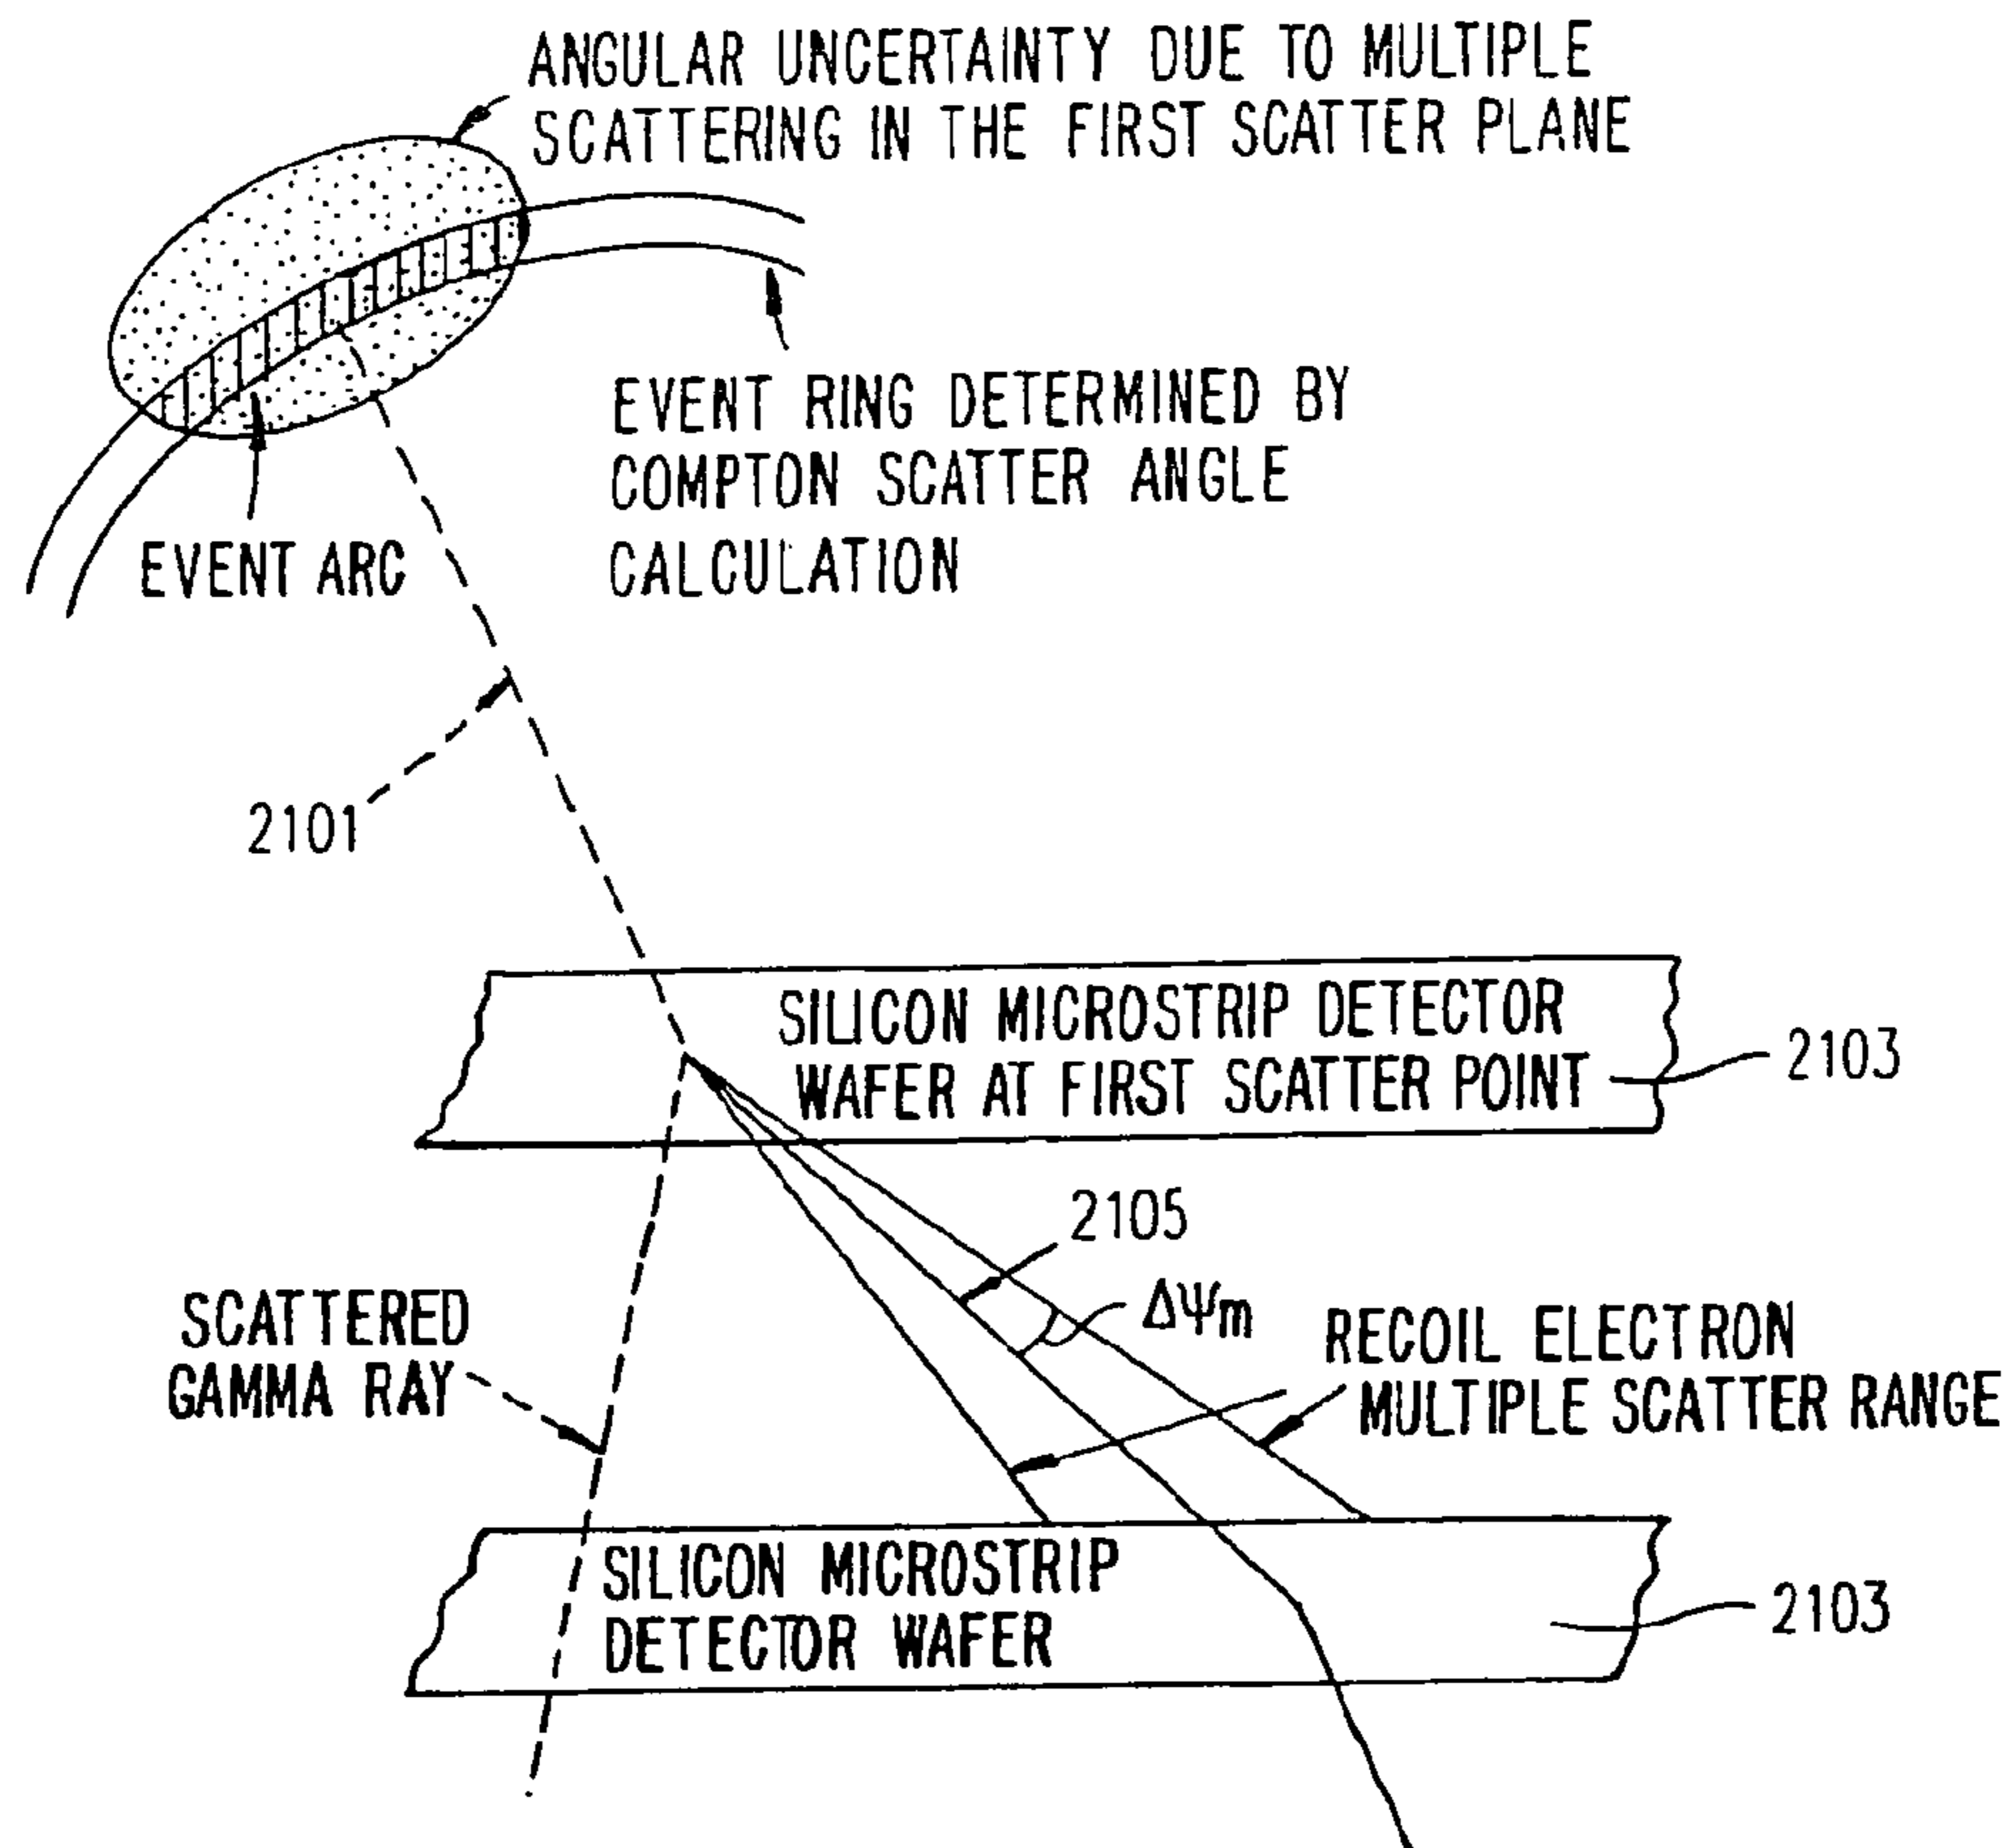 ANGULAR UNCERTAINTY DUE TO MULTIPLE
SCATTERING IN THE FIRST SCATTER PLANE
EVENT RING DETERMINED BY
COMPTON SCATTER ANGLE
CALCULATION
EVENT ARC
2101
SILICON MICROSTRIP DETECTOR
WAFER AT FIRST SCATTER POINT
2103
2105
ΔΨm
SCATTERED
GAMMA RAY
RECOIL ELECTRON
MULTIPLE SCATTER RANGE
SILICON MICROSTRIP
DETECTOR WAFER
2103